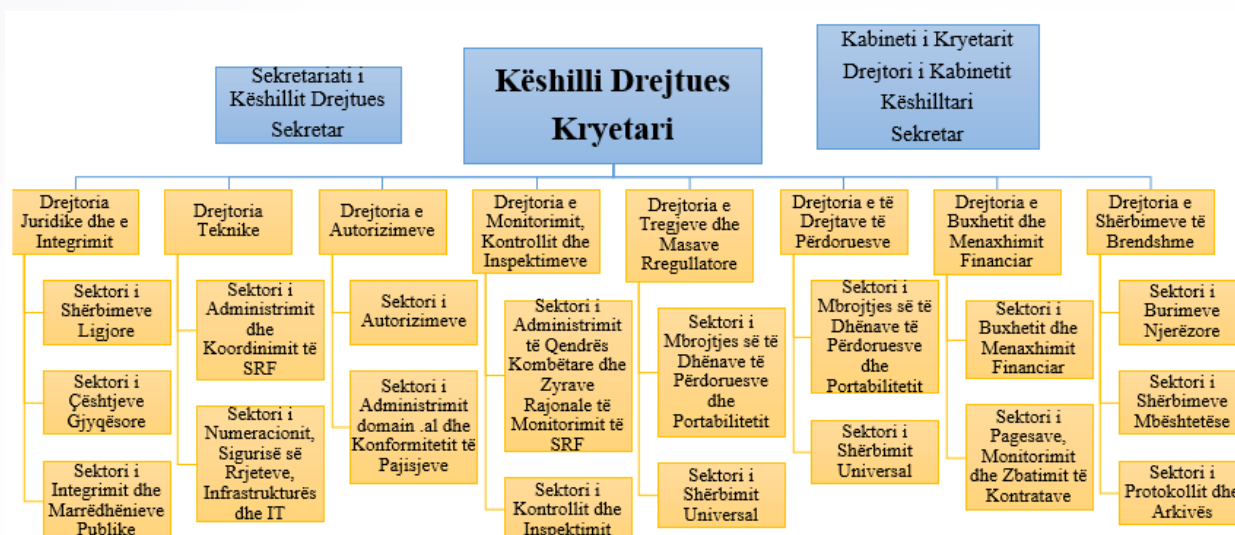 Sekretariati i
Këshillit Drejtues
Sekretar
Këshilli Drejtues
Kryetari
Kabineti i Kryetarit
Drejtori i Kabinetit
Këshilltari
Sekretar
Drejtoria
Juridike dhe e
Integrimit
Sektori i
Shërbimeve
Ligjore
Sektori i
Çështjeve
Gjyqësore
Sektori i
Integrimit dhe
Marrëdhënieve
Publike
Drejtoria
Teknike
Sektori i
Administrimit
dhe
Koordinimit të
SRF
Sektori i
Numeracionit,
Sigurisë së
Rrjeteve,
Infrastrukturës
dhe IT
Drejtoria e
Autorizimeve
Sektori i
Autorizimeve
Sektori i
Administrimit
domain .al dhe
Konformitetit të
Pajisjeve
Drejtoria e
Monitorimit,
Kontrollit dhe
Inspektimeve
Sektori i
Administrimit
të Qendrës
Kombëtare dhe
Zyrave
Rajonale të
Monitorimit të
SRF
Sektori i
Kontrollit dhe
Inspektimit
Drejtoria e
Tregjeve dhe
Masave
Rregullatore
Sektori i
Mbrojtjes së të
Dhënave të
Përdoruesve
dhe
Portabilitetit
Sektori i
Shërbimit
Universal
Drejtoria e të
Drejtave të
Përdoruesve
Sektori i
Mbrojtjes së të
Dhënave të
Përdoruesve
dhe
Portabilitetit
Sektori i
Shërbimit
Universal
Drejtoria e
Buxhetit dhe
Menaxhimit
Financiar
Sektori i
Buxhetit dhe
Menaxhimit
Financiar
Sektori i
Pagesave,
Monitorimit
dhe Zbatimit të
Kontratave
Drejtoria e
Shërbimeve të
Brendshme
Sektori i
Burimeve
Njerëzore
Sektori i
Shërbimeve
Mbështetëse
Sektori i
Protokollit dhe
Arkivës